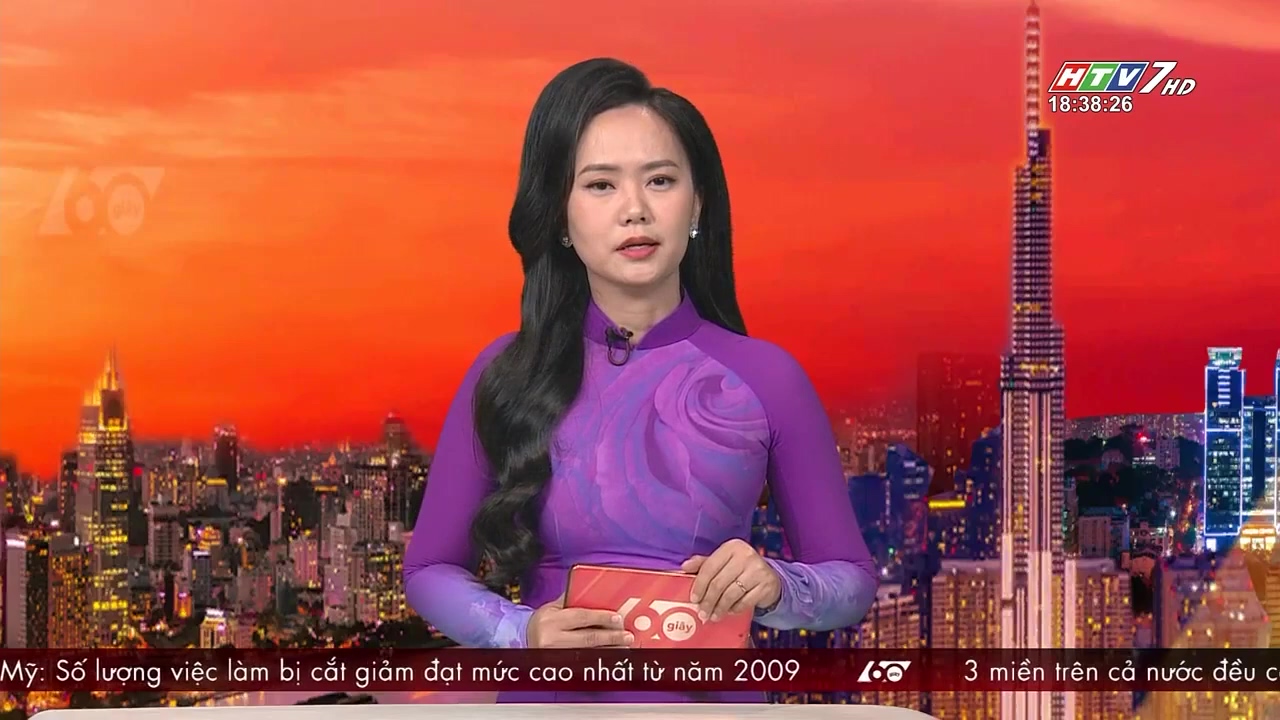 HTV7 HD
18:38:26
60 giây
60 giây
Mỹ: Số lượng việc làm bị cắt giảm đạt mức cao nhất từ năm 2009 60 giây 3 miền trên cả nước đều c